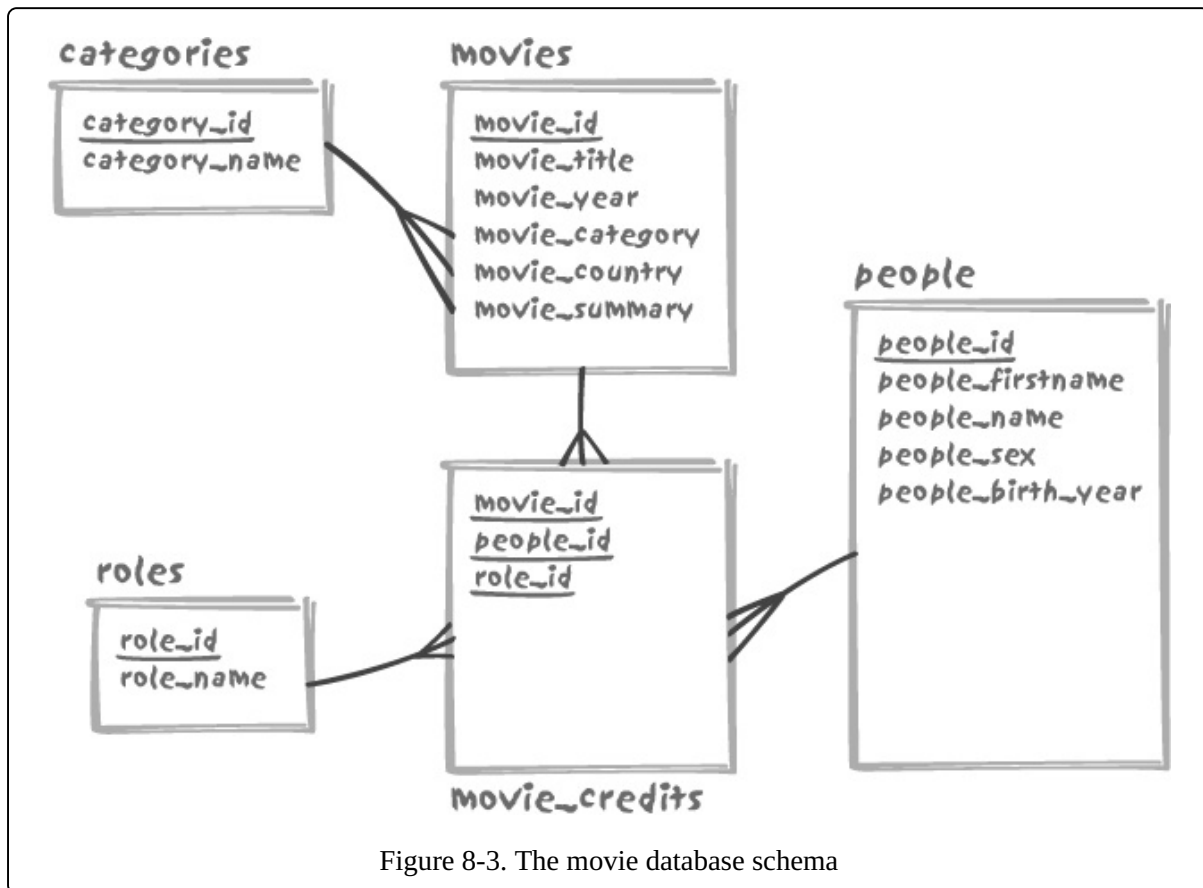 categories
category_id
category_name
movies
movie_id
movie_title
movie_year
movie_category
movie_country
movie_summary
people
people_id
people_firstname
people_name
people_sex
people_birth_year
roles
role_id
role_name
movie_id
people_id
role_id
movie_credits
Figure 8-3. The movie database schema